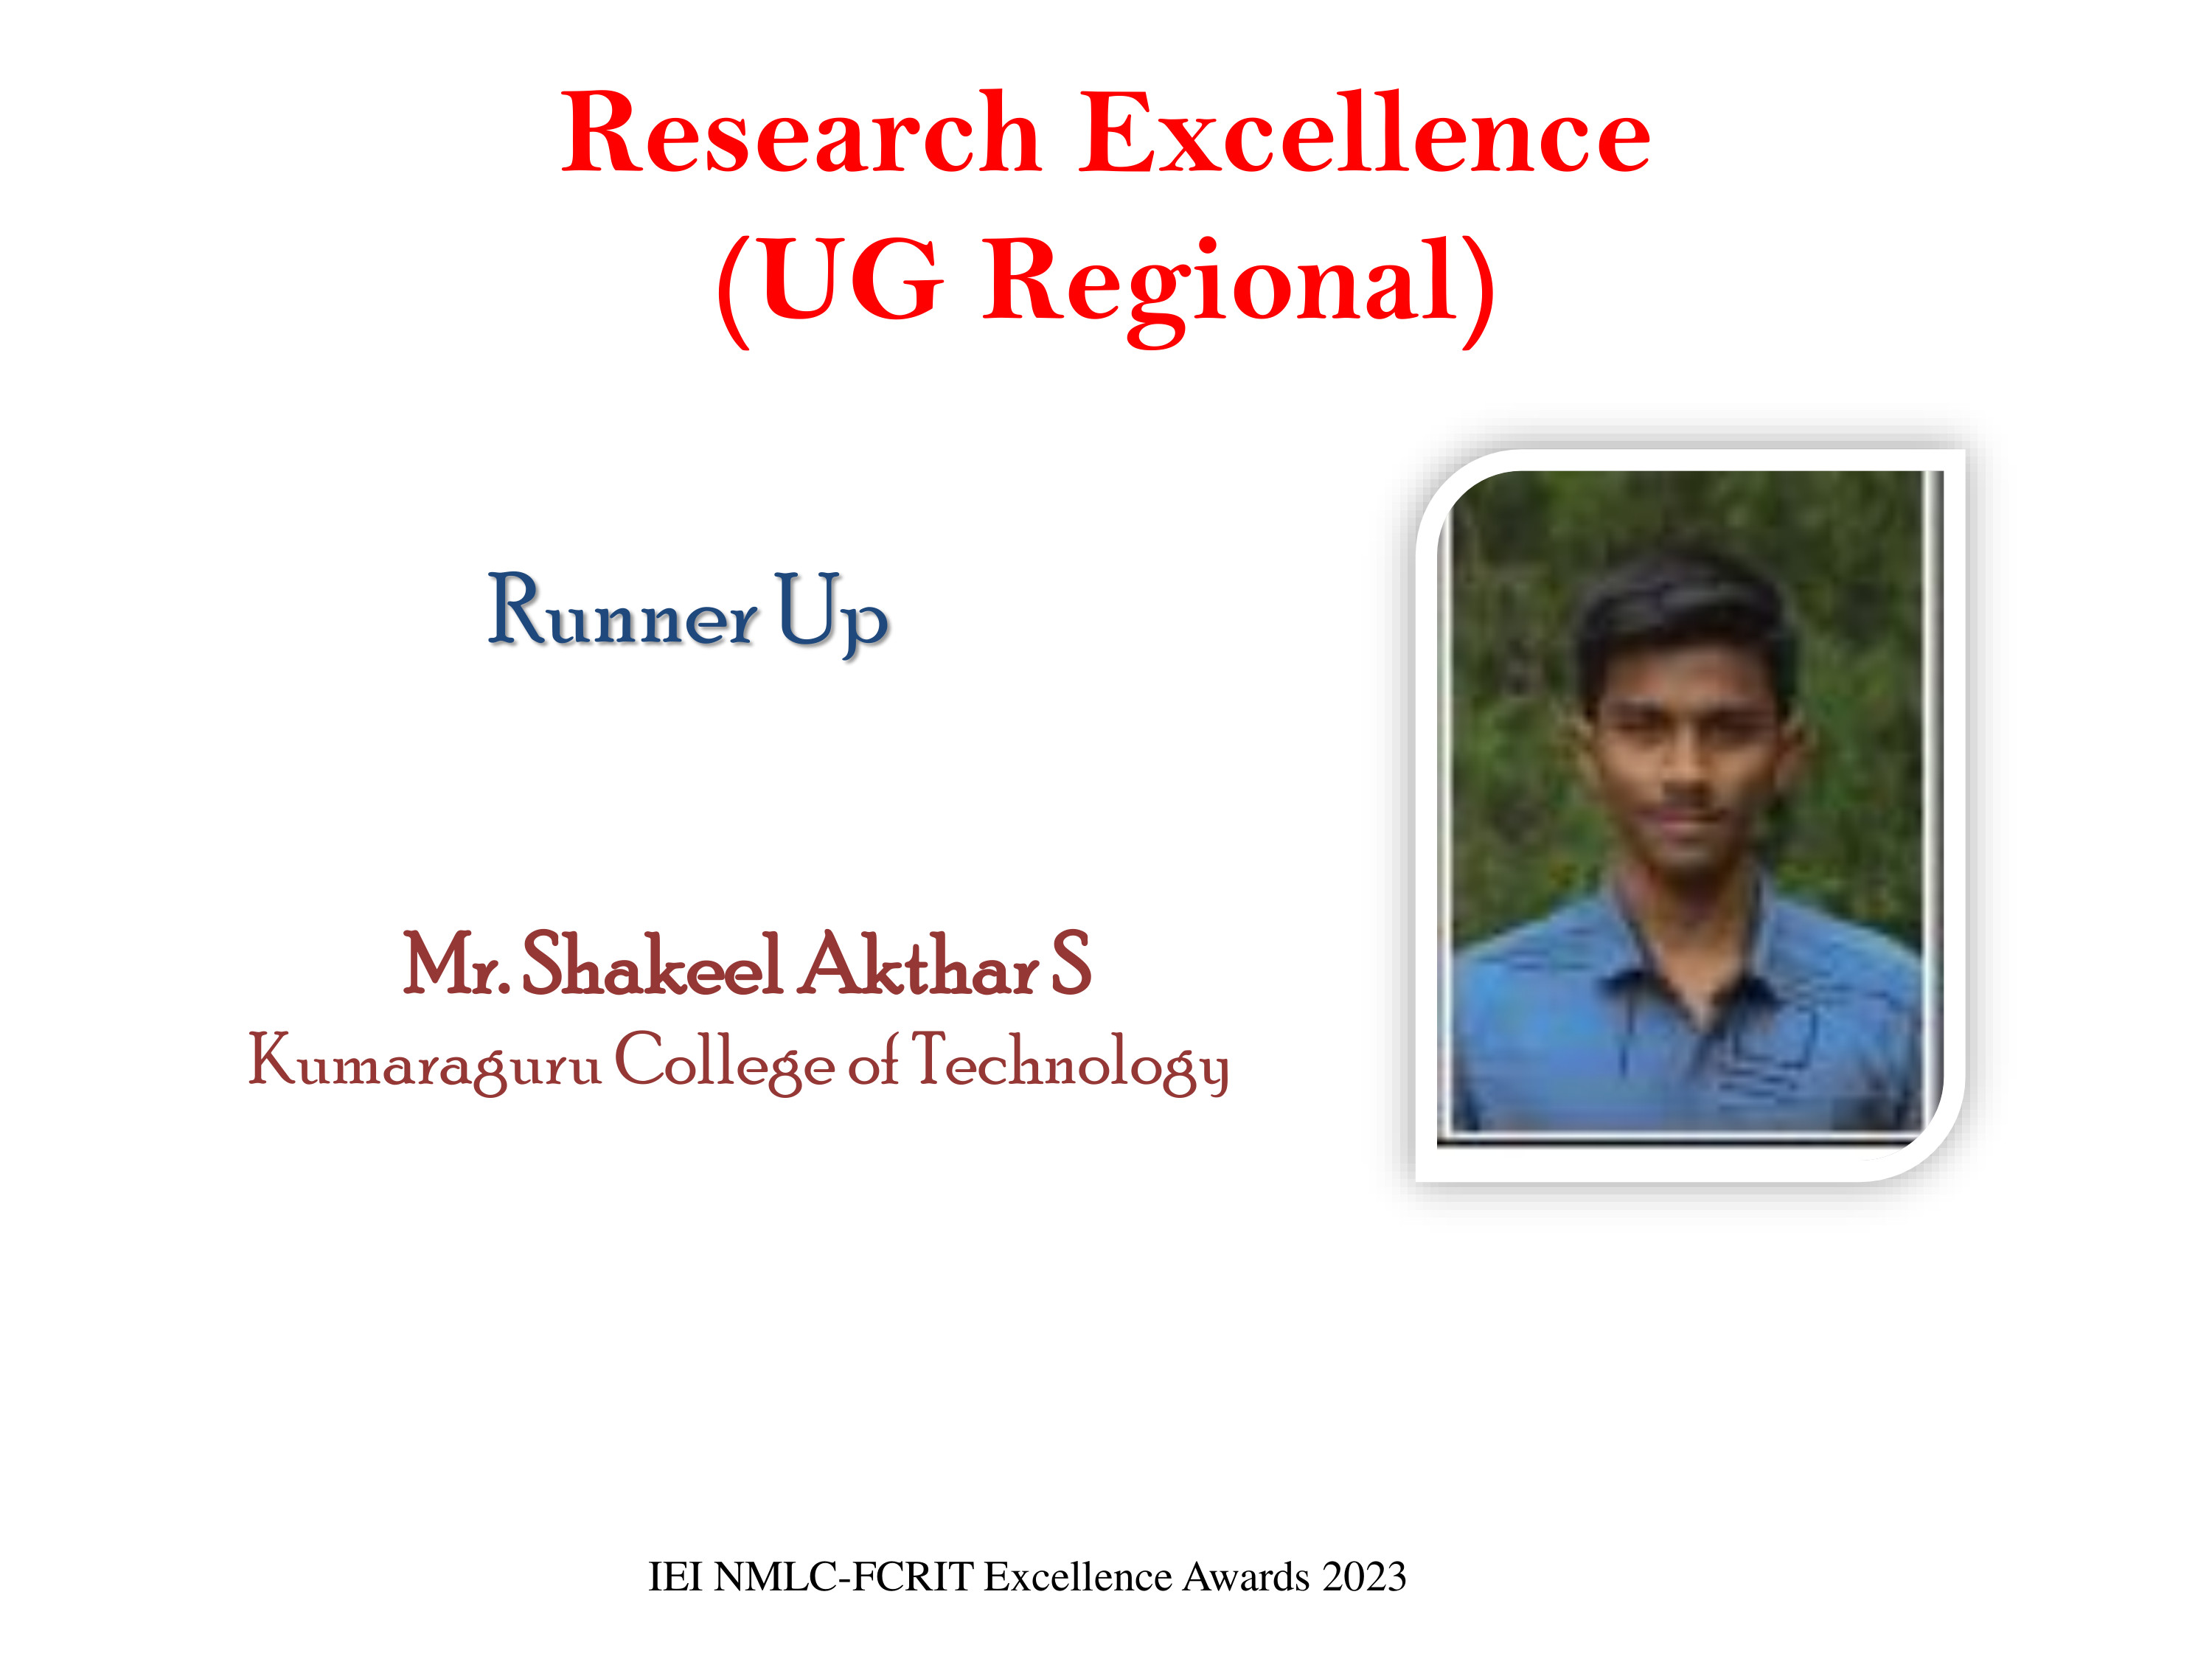 Research Excellence
(UG Regional)
Runner Up
Mr. Shakeel Akthar S
Kumaraguru College of Technology
IEI NMLC-FCRIT Excellence Awards 2023